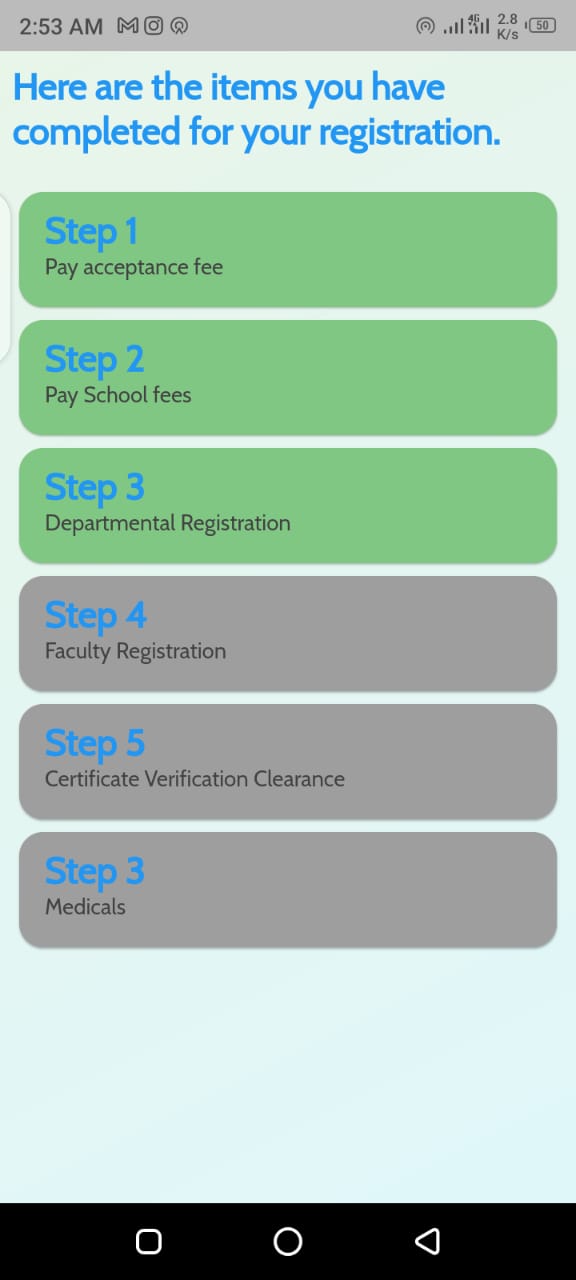 2:53 AM
4G 2.8 K/s 50
Here are the items you have
completed for your registration.
Step 1
Pay acceptance fee
Step 2
Pay School fees
Step 3
Departmental Registration
Step 4
Faculty Registration
Step 5
Certificate Verification Clearance
Step 3
Medicals